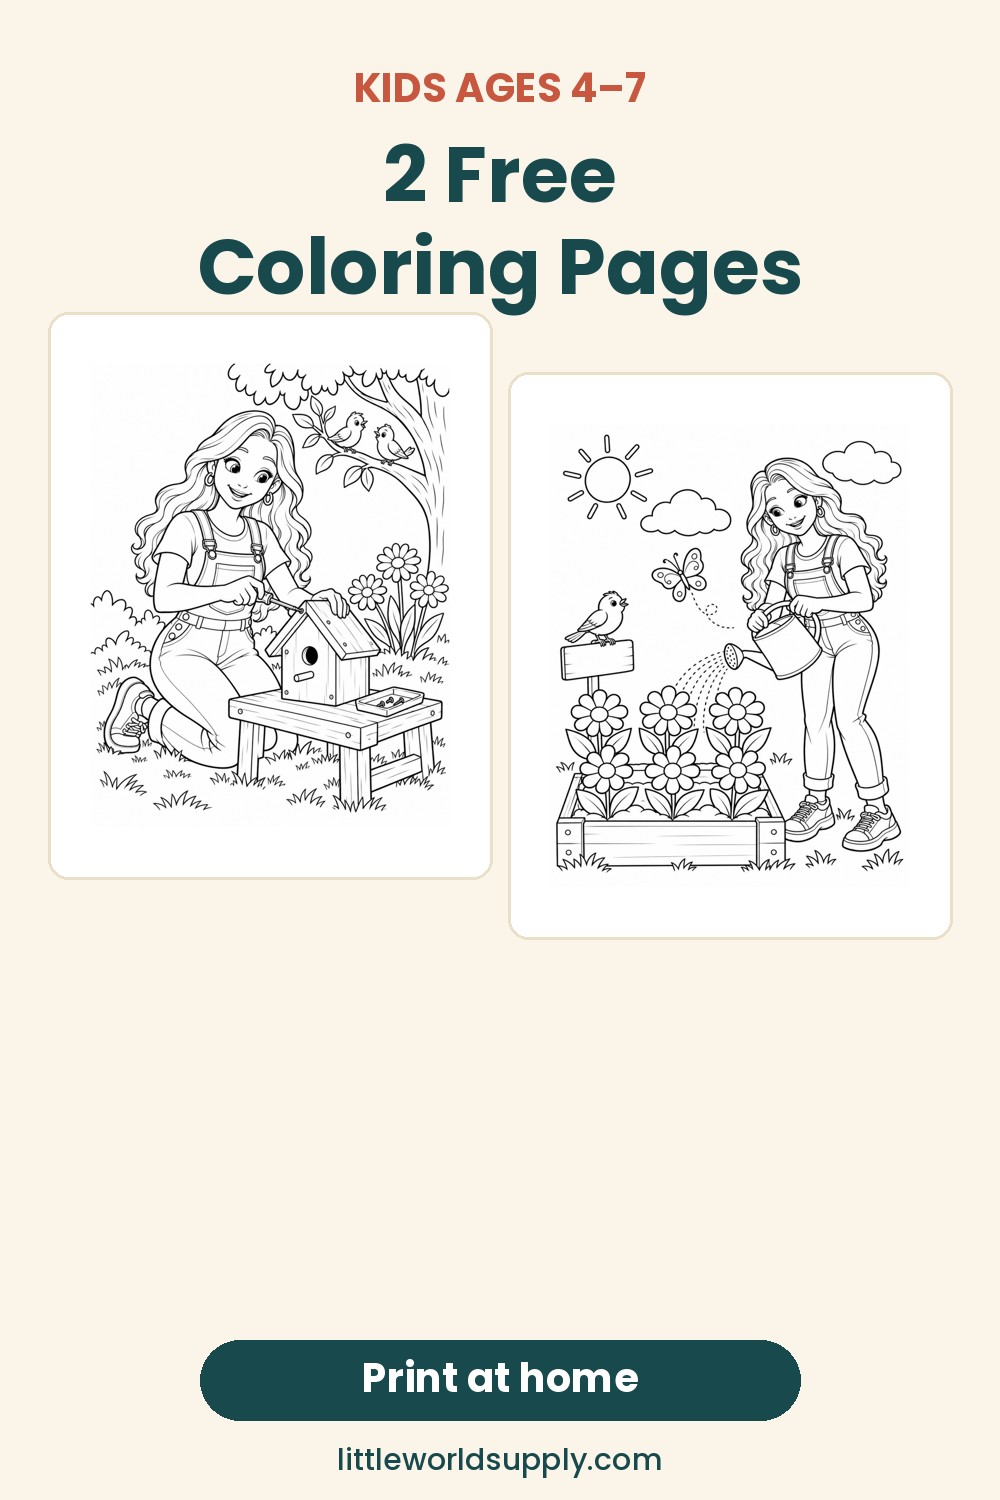 KIDS AGES 4–7
2 Free
Coloring Pages
Print at home
littleworldsupply.com